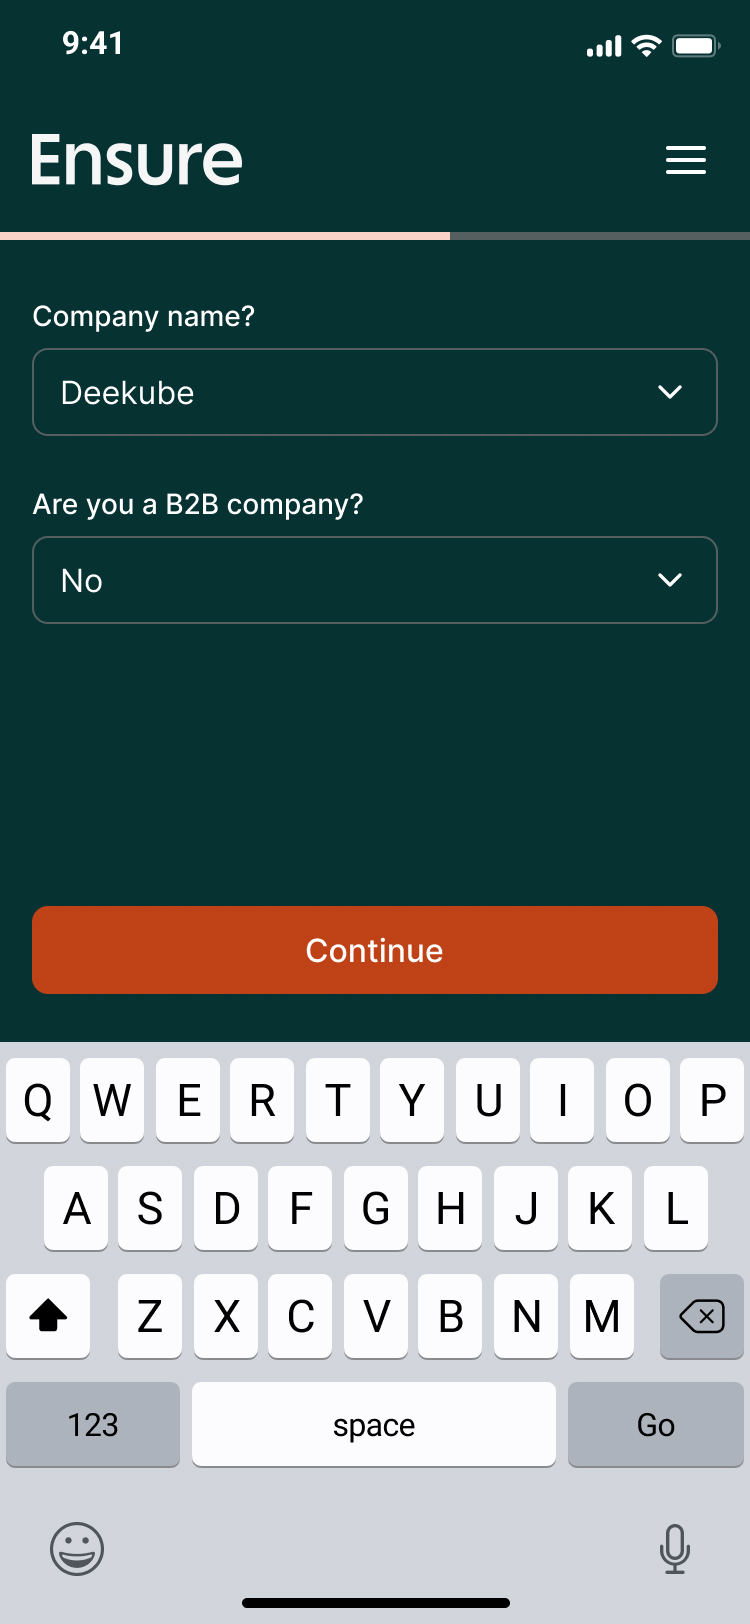 9:41
Ensure
Company name?
Deekube
Are you a B2B company?
No
Continue
Q W E R T Y U I O P
A S D F G H J K L
Z X C V B N M
123 space Go